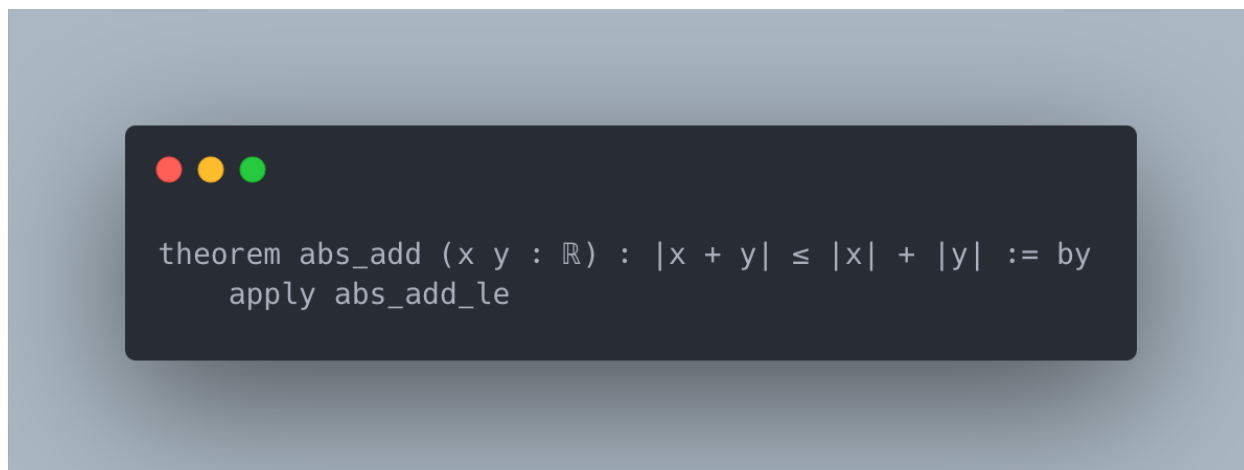 theorem abs_add (x y : ℝ) : |x + y| ≤ |x| + |y| := by
    apply abs_add_le